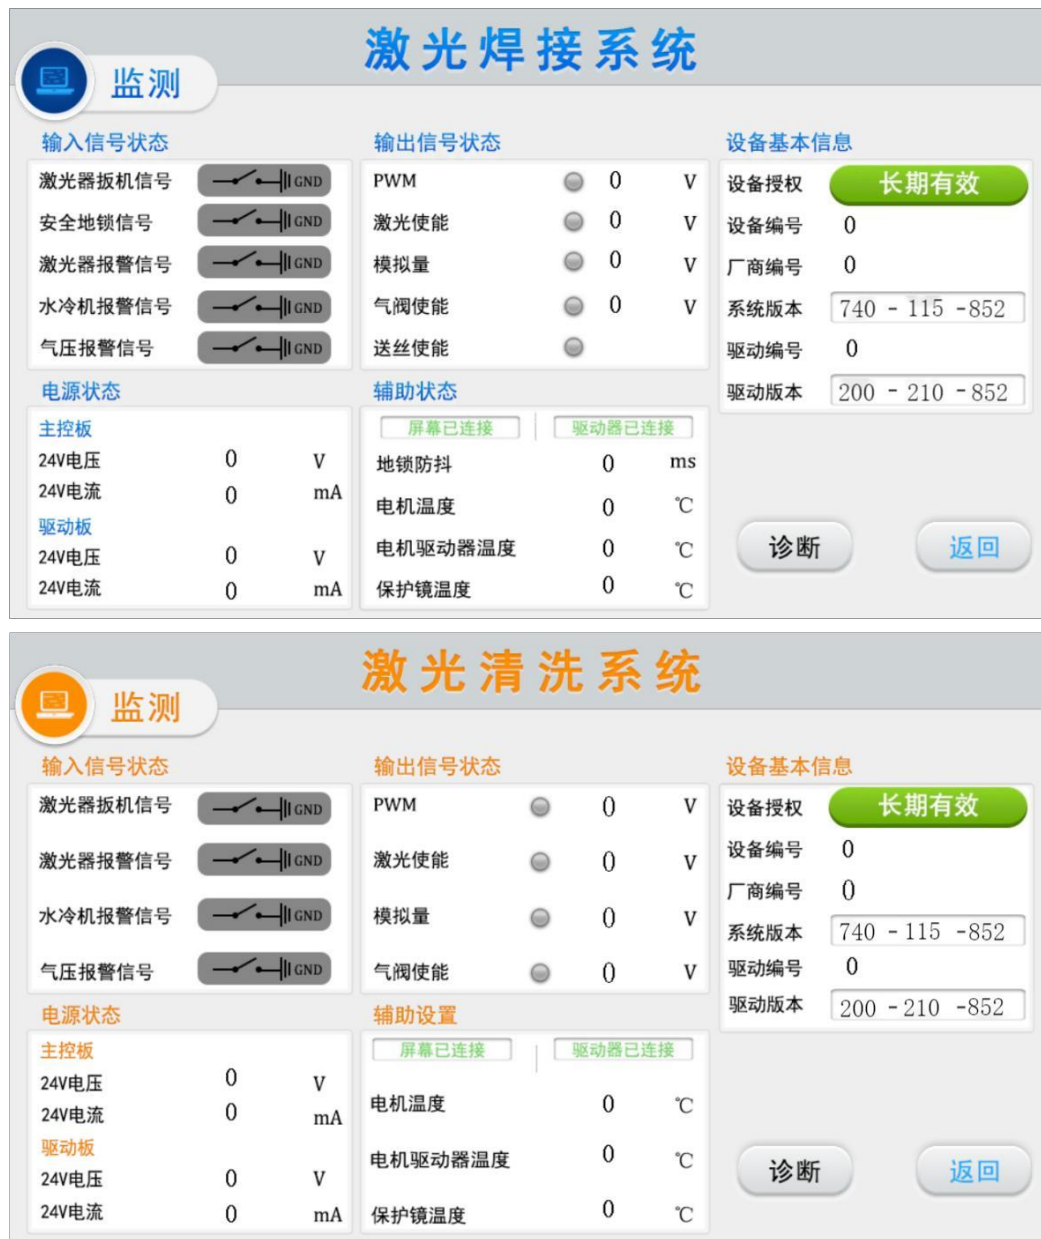 激光焊接系统
监测
输入信号状态
激光器扳机信号 GND
安全地锁信号 GND
激光器报警信号 GND
水冷机报警信号 GND
气压报警信号 GND
输出信号状态
PWM 0 V
激光使能 0 V
模拟量 0 V
气阀使能 0 V
送丝使能
设备基本信息
设备授权 长期有效
设备编号 0
厂商编号 0
系统版本 740 - 115 -852
驱动编号 0
驱动版本 200 - 210 -852
电源状态
主控板
24V电压 0 V
24V电流 0 mA
驱动板
24V电压 0 V
24V电流 0 mA
辅助状态
屏幕已连接 驱动器已连接
地锁防抖 0 ms
电机温度 0 ℃
电机驱动器温度 0 ℃
保护镜温度 0 ℃
诊断 返回
激光清洗系统
监测
输入信号状态
激光器扳机信号 GND
激光器报警信号 GND
水冷机报警信号 GND
气压报警信号 GND
输出信号状态
PWM 0 V
激光使能 0 V
模拟量 0 V
气阀使能 0 V
设备基本信息
设备授权 长期有效
设备编号 0
厂商编号 0
系统版本 740 - 115 -852
驱动编号 0
驱动版本 200 - 210 -852
电源状态
主控板
24V电压 0 V
24V电流 0 mA
驱动板
24V电压 0 V
24V电流 0 mA
辅助设置
屏幕已连接 驱动器已连接
电机温度 0 ℃
电机驱动器温度 0 ℃
保护镜温度 0 ℃
诊断 返回